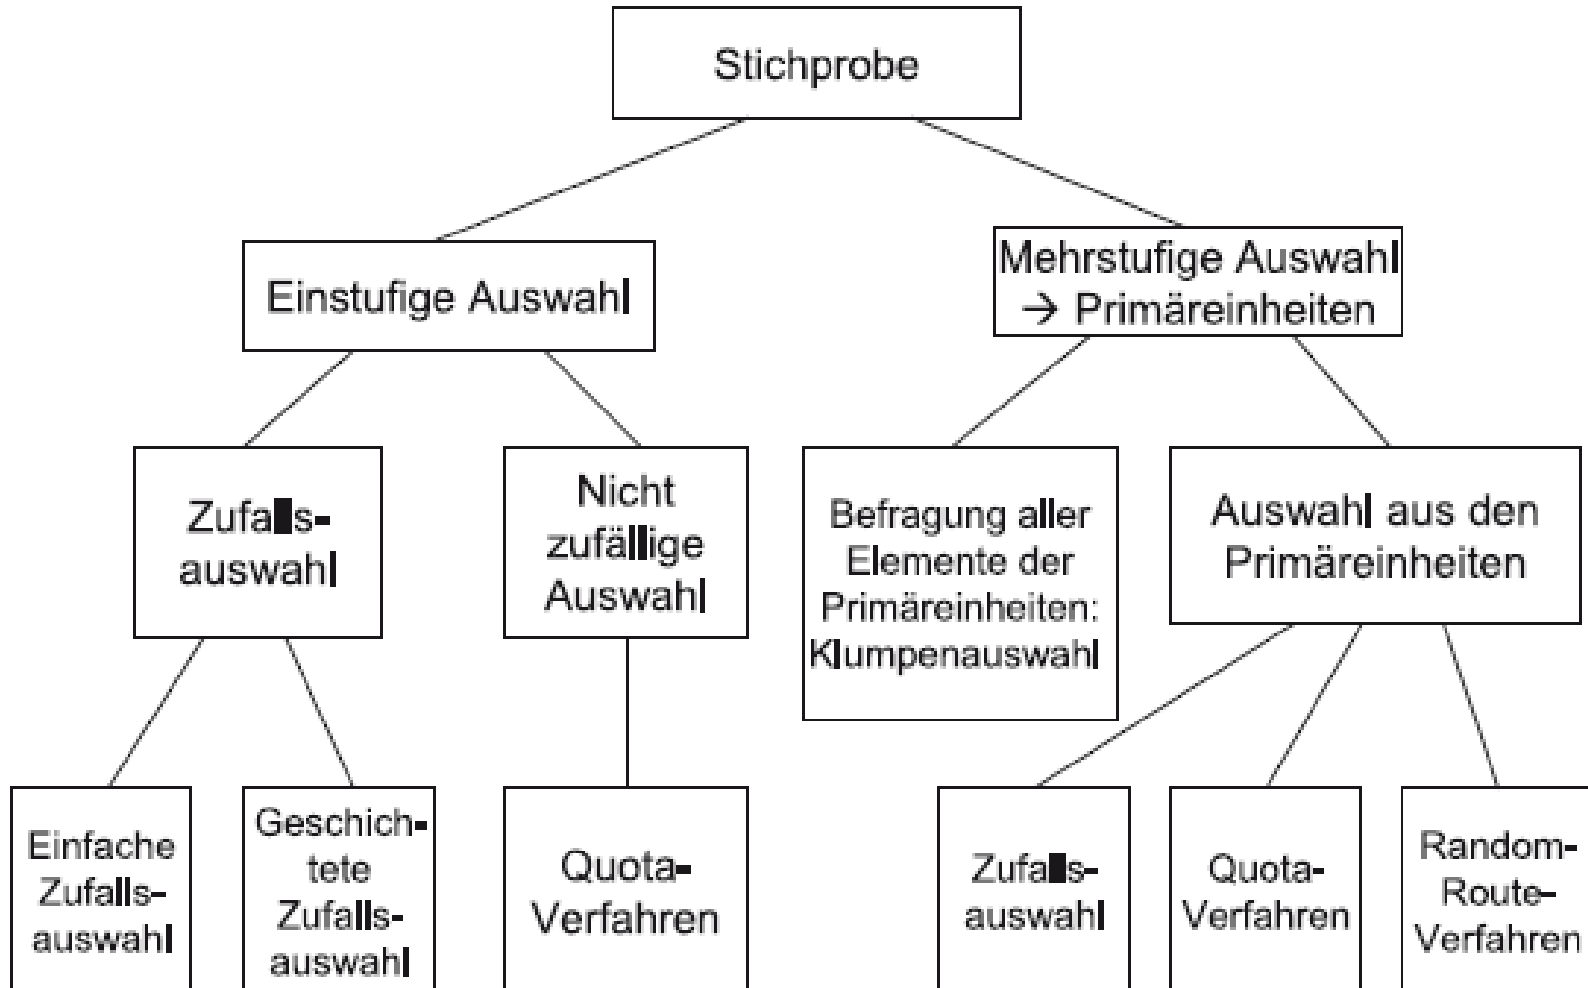 Stichprobe
Einstufige Auswahl
Mehrstufige Auswahl
→ Primäreinheiten
Zufalls-
auswahl
Nicht
zufällige
Auswahl
Befragung aller
Elemente der
Primäreinheiten:
Klumpenauswahl
Auswahl aus den
Primäreinheiten
Einfache
Zufalls-
auswahl
Geschich-
tete
Zufalls-
auswahl
Quota-
Verfahren
Zufalls-
auswahl
Quota-
Verfahren
Random-
Route-
Verfahren